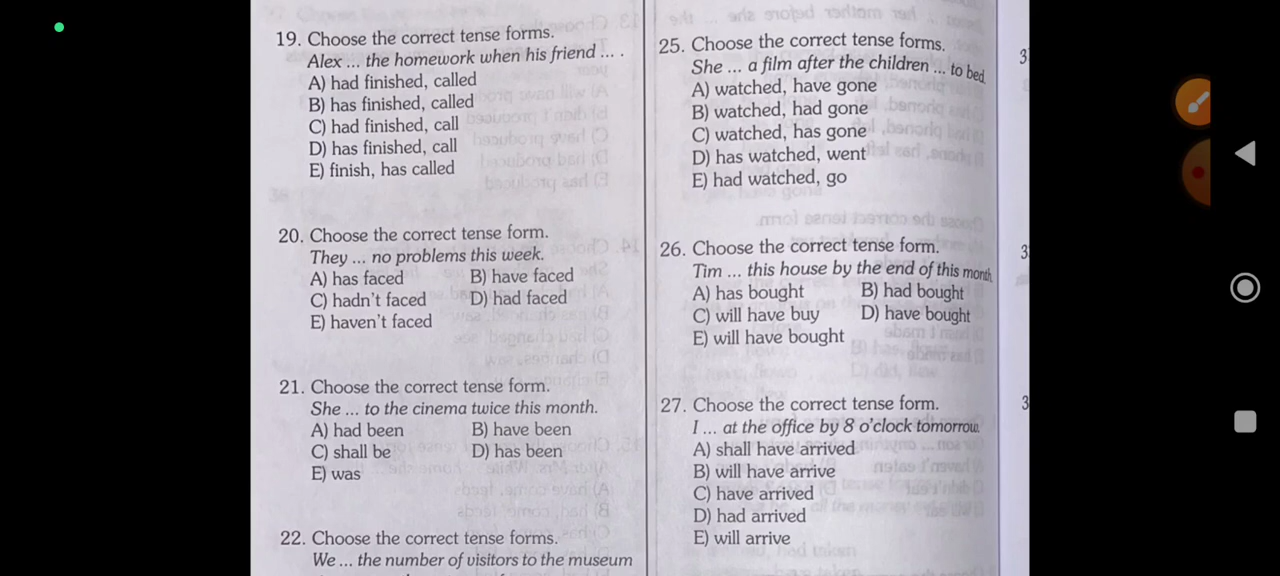 19. Choose the correct tense forms.
Alex ... the homework when his friend ... .
A) had finished, called
B) has finished, called
C) had finished, call
D) has finished, call
E) finish, has called
20. Choose the correct tense form.
They ... no problems this week.
A) has faced B) have faced
C) hadn't faced D) had faced
E) haven't faced
21. Choose the correct tense form.
She ... to the cinema twice this month.
A) had been B) have been
C) shall be D) has been
E) was
22. Choose the correct tense forms.
We ... the number of visitors to the museum
25. Choose the correct tense forms.
She ... a film after the children ... to bed.
A) watched, have gone
B) watched, had gone
C) watched, has gone
D) has watched, went
E) had watched, go
26. Choose the correct tense form.
Tim ... this house by the end of this month.
A) has bought B) had bought
C) will have buy D) have bought
E) will have bought
27. Choose the correct tense form.
I ... at the office by 8 o'clock tomorrow.
A) shall have arrived
B) will have arrive
C) have arrived
D) had arrived
E) will arrive
3
3
3